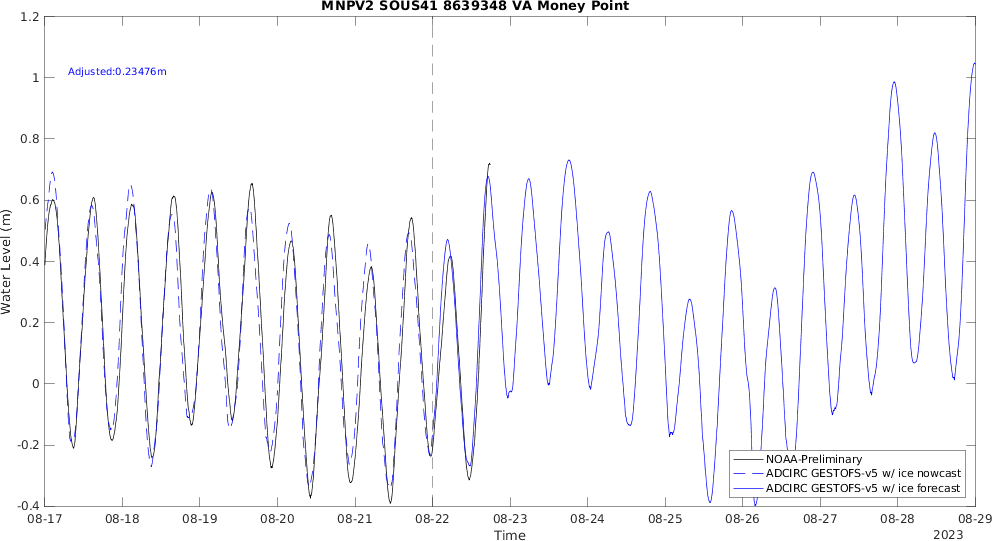 MNPV2 SOUS41 8639348 VA Money Point
Adjusted:0.23476m
Water Level (m)
1.2
1
0.8
0.6
0.4
0.2
0
-0.2
-0.4
NOAA-Preliminary
ADCIRC GESTOFS-v5 w/ ice nowcast
ADCIRC GESTOFS-v5 w/ ice forecast
08-17 08-18 08-19 08-20 08-21 08-22 08-23 08-24 08-25 08-26 08-27 08-28 08-29
Time
2023